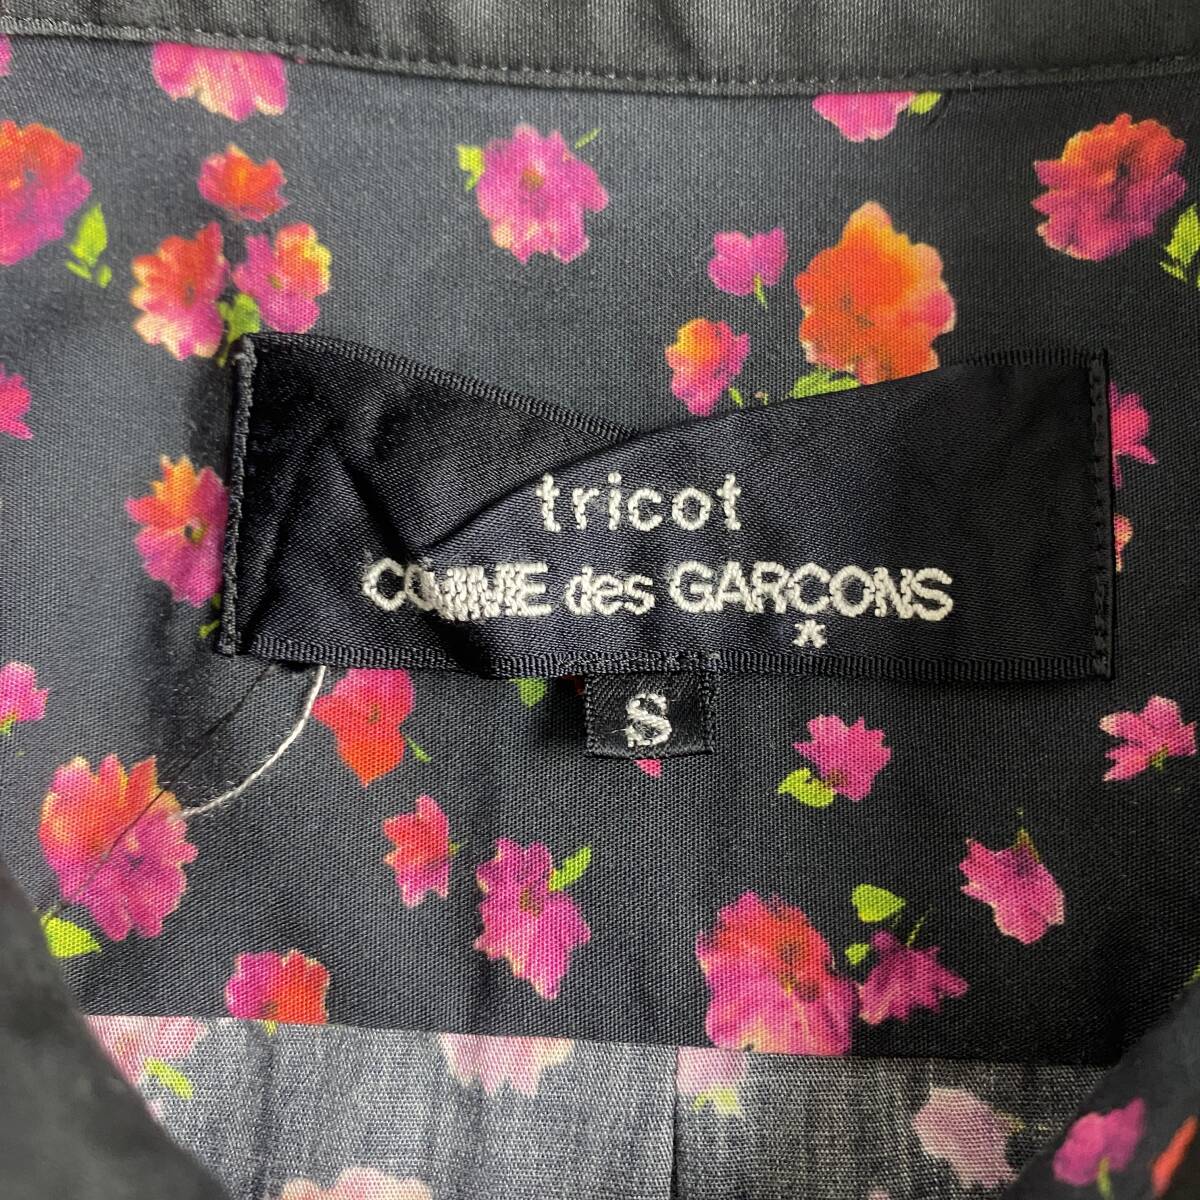 tricot
COMME des GARCONS
*
S